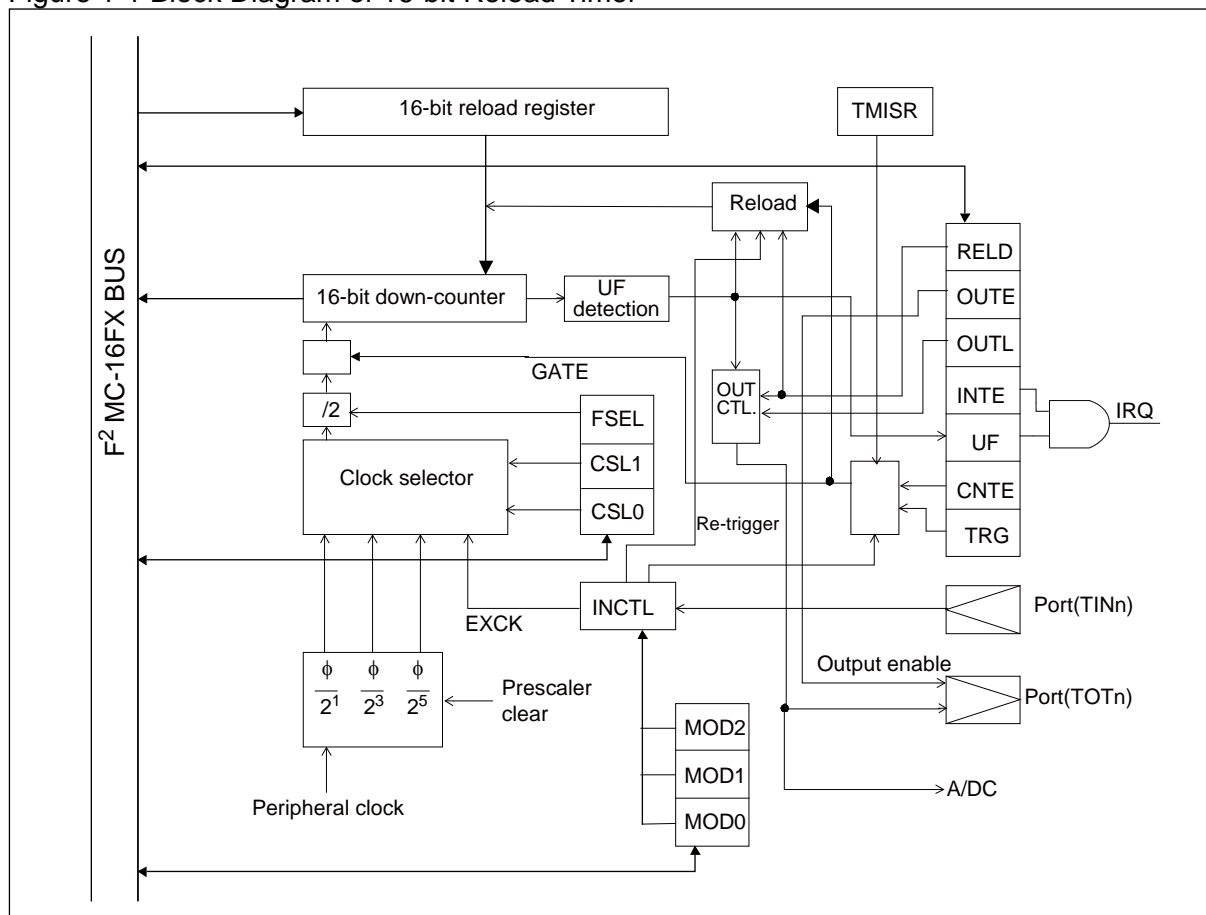 Figure 1-1 Block Diagram of 16-bit Reload Timer
16-bit reload register
TMISR
Reload
F² MC-16FX BUS
RELD
16-bit down-counter
UF
detection
OUTE
OUTL
GATE
OUT
CTL.
INTE
IRQ
/2
FSEL
UF
Clock selector
CSL1
CNTE
CSL0
Re-trigger
TRG
INCTL
Port(TINn)
EXCK
Output enable
ϕ ϕ ϕ
2¹ 2³ 2⁵
Prescaler
clear
Port(TOTn)
MOD2
MOD1
A/DC
Peripheral clock
MOD0